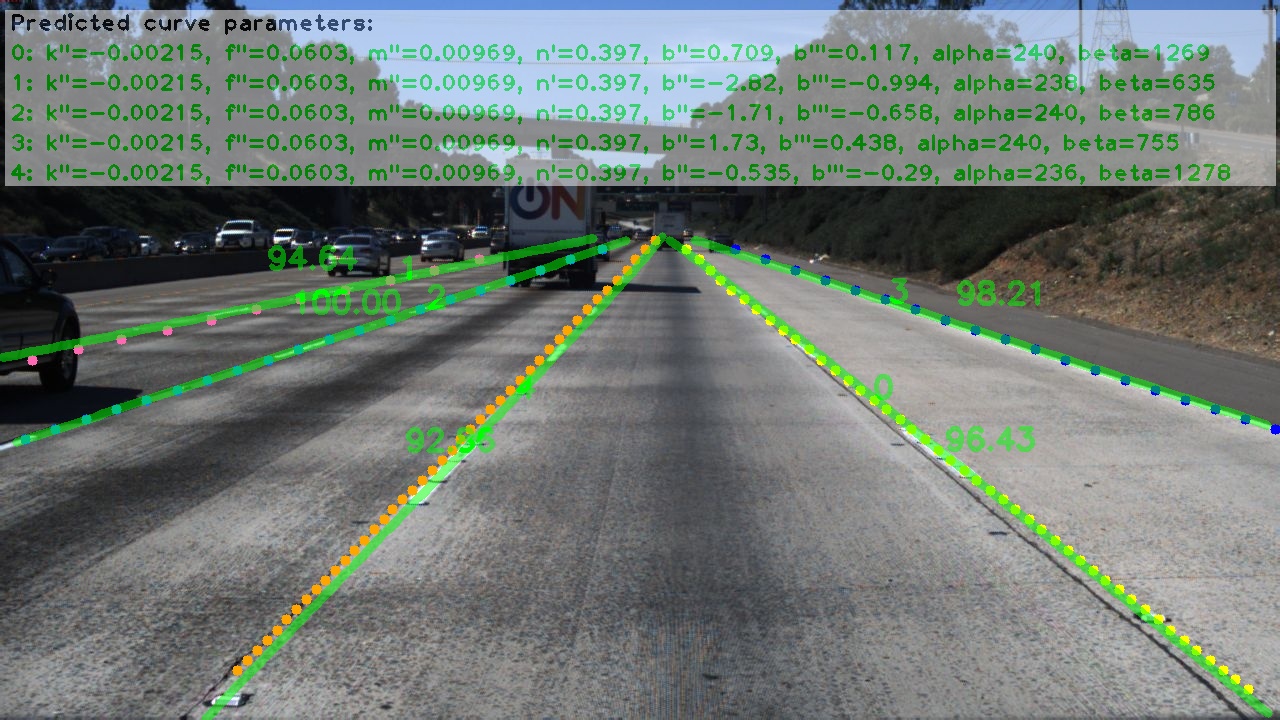 Predicted curve parameters:
0: k''=-0.00215, f''=0.0603, m''=0.00969, n'=0.397, b''=0.709, b'''=0.117, alpha=240, beta=1269
1: k''=-0.00215, f''=0.0603, m''=0.00969, n'=0.397, b''=-2.82, b'''=-0.994, alpha=238, beta=635
2: k''=-0.00215, f''=0.0603, m''=0.00969, n'=0.397, b''=-1.71, b'''=-0.658, alpha=240, beta=786
3: k''=-0.00215, f''=0.0603, m''=0.00969, n'=0.397, b''=1.73, b'''=0.438, alpha=240, beta=755
4: k''=-0.00215, f''=0.0603, m''=0.00969, n'=0.397, b''=-0.535, b'''=-0.29, alpha=236, beta=1278
ON
94.64 1
100.00 2
3 98.21
4
0
96.43